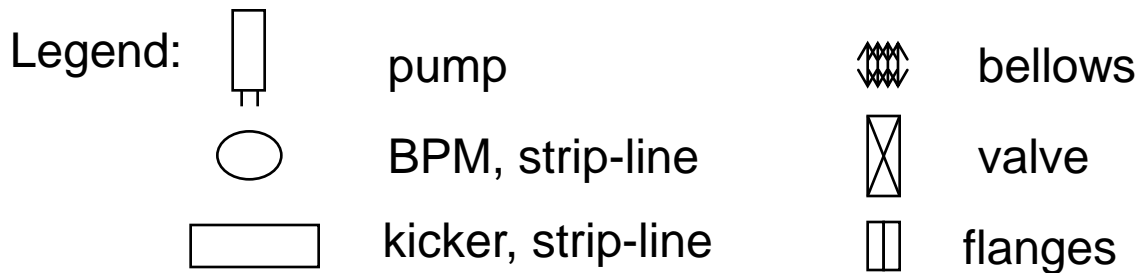 Legend:
pump
bellows
BPM, strip-line
valve
kicker, strip-line
flanges